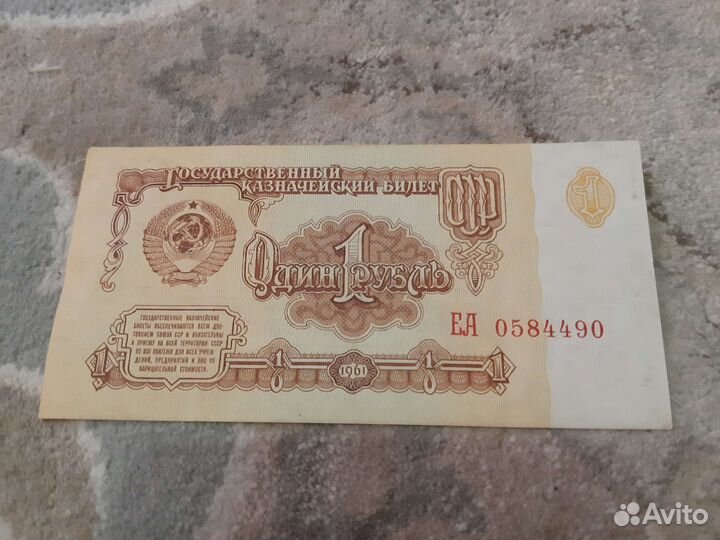 ГОСУДАРСТВЕННЫЙ
КАЗНАЧЕЙСКИЙ БИЛЕТ
СССР
1
ОДИН 1 РУБЛЬ
ЕА 0584490
ГОСУДАРСТВЕННЫЕ КАЗНАЧЕЙСКИЕ
БИЛЕТЫ ОБЕСПЕЧИВАЮТСЯ ВСЕМ ДОС-
ТОЯНИЕМ СОЮЗА ССР И ОБЯЗАТЕЛЬНЫ
К ПРИЕМУ НА ВСЕЙ ТЕРРИТОРИИ СССР
ВО ВСЕ ПЛАТЕЖИ ДЛЯ ВСЕХ УЧРЕЖ-
ДЕНИЙ, ПРЕДПРИЯТИЙ И ЛИЦ ПО
НАРИЦАТЕЛЬНОЙ СТОИМОСТИ.
1 1 1961 1 1
Avito